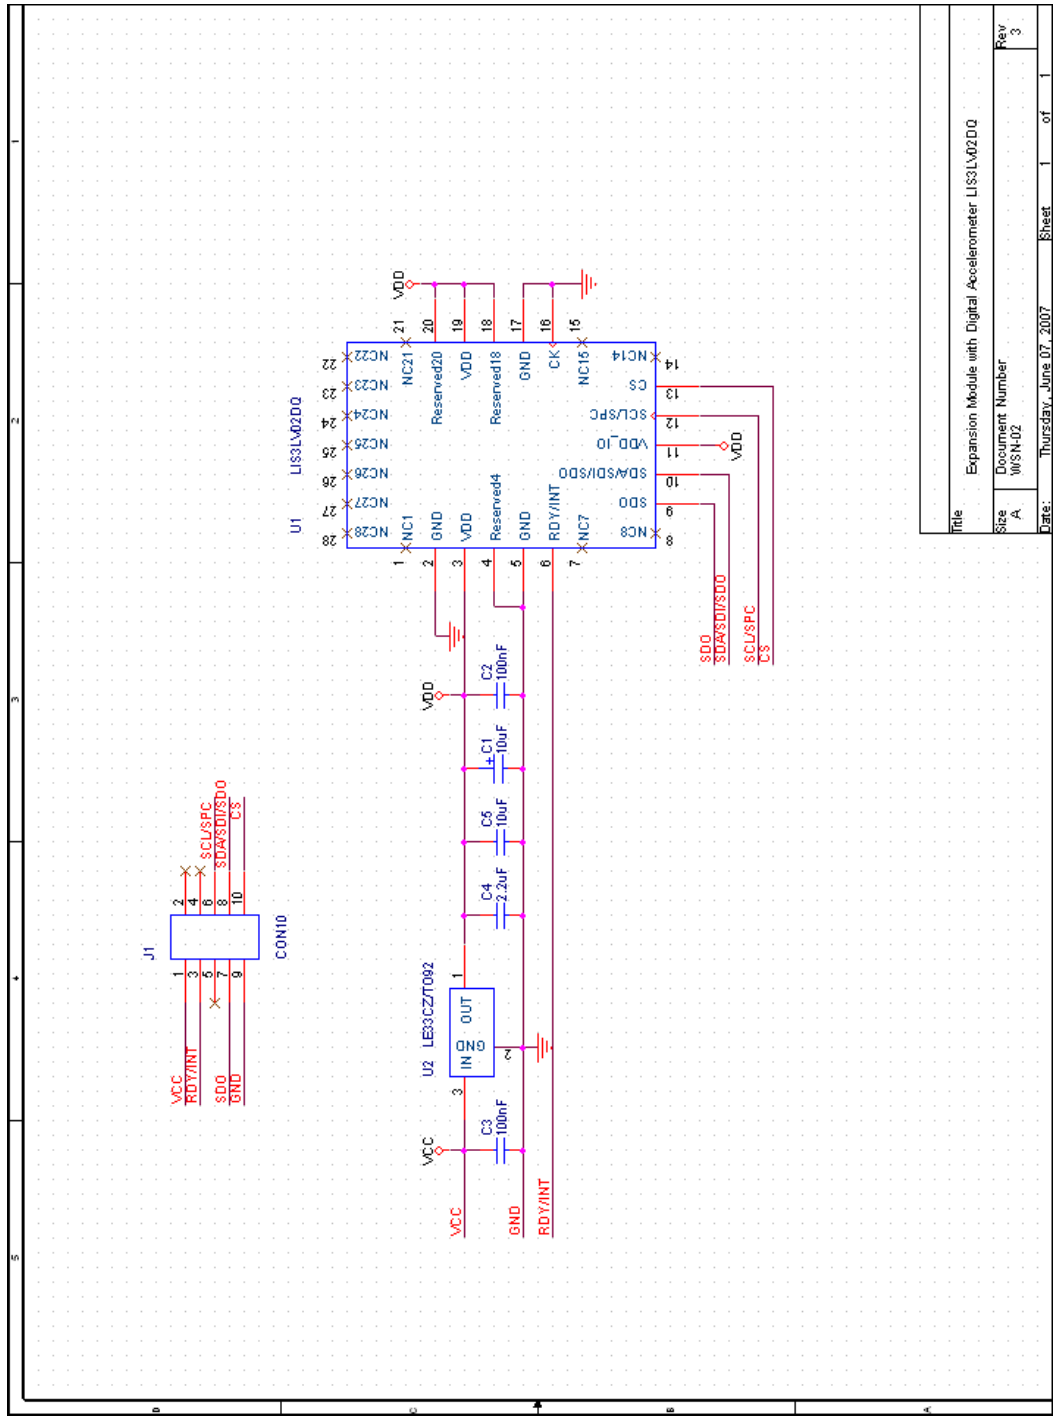 5
4
3
2
1
D
C
B
A
J1
VCC
RDY/INT
SDO
GND
1
3
5
7
9
2
4
6
8
10
SCL/SPC
SDA/SDI/SDO
CS
CON10
VCC
VCC
GND
RDY/INT
C3
100nF
U2 LE33CZ/TO92
3
IN
GND
OUT
1
2
C4
2.2uF
C5
10uF
+ C1
10uF
VDD
C2
100nF
U1
LIS3LV02DQ
28 NC28
27 NC27
26 NC26
25 NC25
24 NC24
23 NC23
22 NC22
1 NC1
2 GND
3 VDD
4 Reserved4
5 GND
6 RDY/INT
7 NC7
NC21 21
Reserved20 20
VDD 19
Reserved18 18
GND 17
CK 16
NC15 15
VDD
NC8 8
SDO 9
SDA/SDI/SDO 10
VDD_IO 11
SCL/SPC 12
CS 13
NC14 14
VDD
SDO
SDA/SDI/SDO
SCL/SPC
CS
Title
Expansion Module with Digital Accelerometer LIS3LV02DQ
Size Document Number Rev
A WSN-02 3
Date: Thursday, June 07, 2007 Sheet 1 of 1